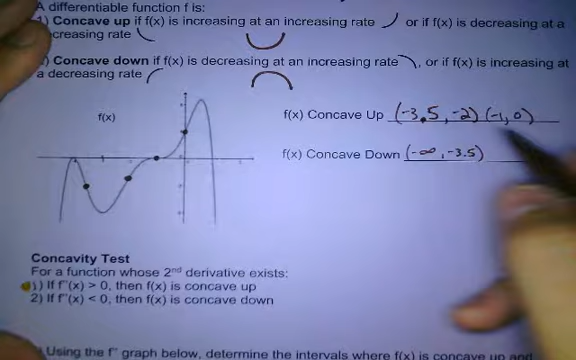 A differentiable function f is:
) Concave up if f(x) is increasing at an increasing rate or if f(x) is decreasing at a
creasing rate
) Concave down if f(x) is decreasing at an increasing rate , or if f(x) is increasing at
a decreasing rate
f(x)
f(x) Concave Up (-3.5, -2) (-1, 0)
f(x) Concave Down (-∞, -3.5)
Concavity Test
For a function whose 2nd derivative exists:
1) If f''(x) > 0, then f(x) is concave up
2) If f''(x) < 0, then f(x) is concave down
Using the f'' graph below, determine the intervals where f(x) is concave up and